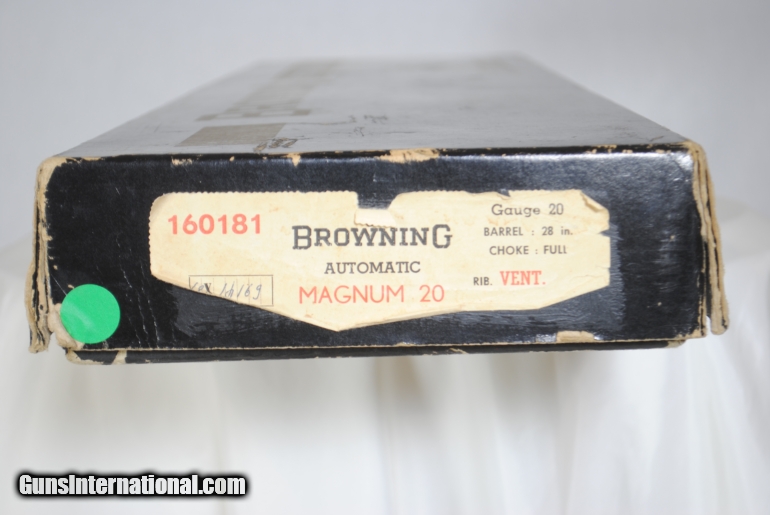 160181
BROWNING
AUTOMATIC
MAGNUM 20
Gauge 20
BARREL : 28 in.
CHOKE : FULL
RIB. VENT.
GunsInternational.com